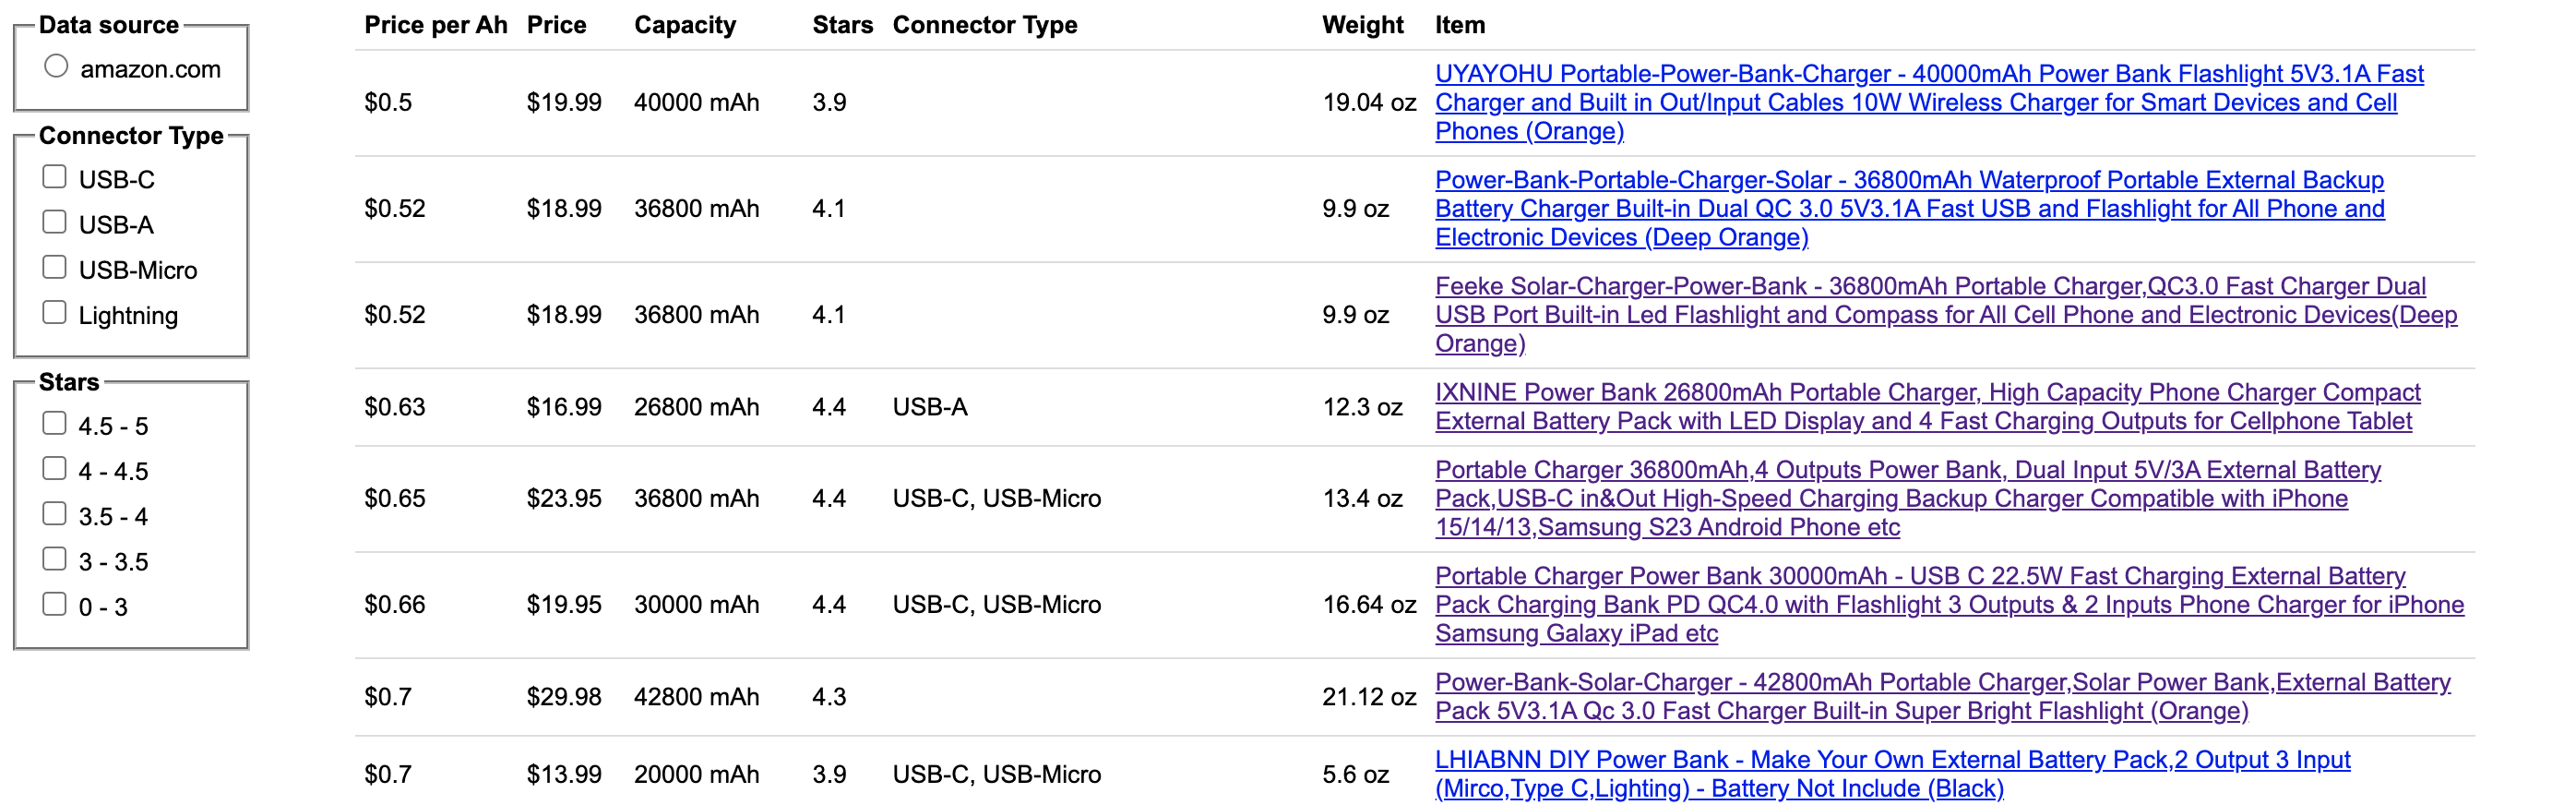 Data source
amazon.com
Connector Type
USB-C
USB-A
USB-Micro
Lightning
Stars
4.5 - 5
4 - 4.5
3.5 - 4
3 - 3.5
0 - 3
Price per Ah Price Capacity Stars Connector Type Weight Item
$0.5 $19.99 40000 mAh 3.9 19.04 oz
UYAYOHU Portable-Power-Bank-Charger - 40000mAh Power Bank Flashlight 5V3.1A Fast
Charger and Built in Out/Input Cables 10W Wireless Charger for Smart Devices and Cell
Phones (Orange)
$0.52 $18.99 36800 mAh 4.1 9.9 oz
Power-Bank-Portable-Charger-Solar - 36800mAh Waterproof Portable External Backup
Battery Charger Built-in Dual QC 3.0 5V3.1A Fast USB and Flashlight for All Phone and
Electronic Devices (Deep Orange)
$0.52 $18.99 36800 mAh 4.1 9.9 oz
Feeke Solar-Charger-Power-Bank - 36800mAh Portable Charger,QC3.0 Fast Charger Dual
USB Port Built-in Led Flashlight and Compass for All Cell Phone and Electronic Devices(Deep
Orange)
$0.63 $16.99 26800 mAh 4.4 USB-A 12.3 oz
IXNINE Power Bank 26800mAh Portable Charger, High Capacity Phone Charger Compact
External Battery Pack with LED Display and 4 Fast Charging Outputs for Cellphone Tablet
$0.65 $23.95 36800 mAh 4.4 USB-C, USB-Micro 13.4 oz
Portable Charger 36800mAh,4 Outputs Power Bank, Dual Input 5V/3A External Battery
Pack,USB-C in&Out High-Speed Charging Backup Charger Compatible with iPhone
15/14/13,Samsung S23 Android Phone etc
$0.66 $19.95 30000 mAh 4.4 USB-C, USB-Micro 16.64 oz
Portable Charger Power Bank 30000mAh - USB C 22.5W Fast Charging External Battery
Pack Charging Bank PD QC4.0 with Flashlight 3 Outputs & 2 Inputs Phone Charger for iPhone
Samsung Galaxy iPad etc
$0.7 $29.98 42800 mAh 4.3 21.12 oz
Power-Bank-Solar-Charger - 42800mAh Portable Charger,Solar Power Bank,External Battery
Pack 5V3.1A Qc 3.0 Fast Charger Built-in Super Bright Flashlight (Orange)
$0.7 $13.99 20000 mAh 3.9 USB-C, USB-Micro 5.6 oz
LHIABNN DIY Power Bank - Make Your Own External Battery Pack,2 Output 3 Input
(Mirco,Type C,Lighting) - Battery Not Include (Black)